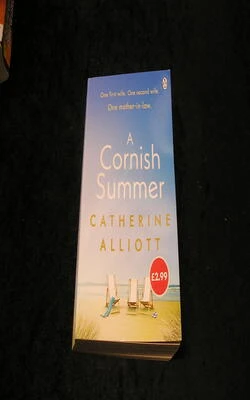 One first wife. One second wife.
One mother-in-law.
A
Cornish
Summer
CATHERINE
ALLIOTT
£2.99